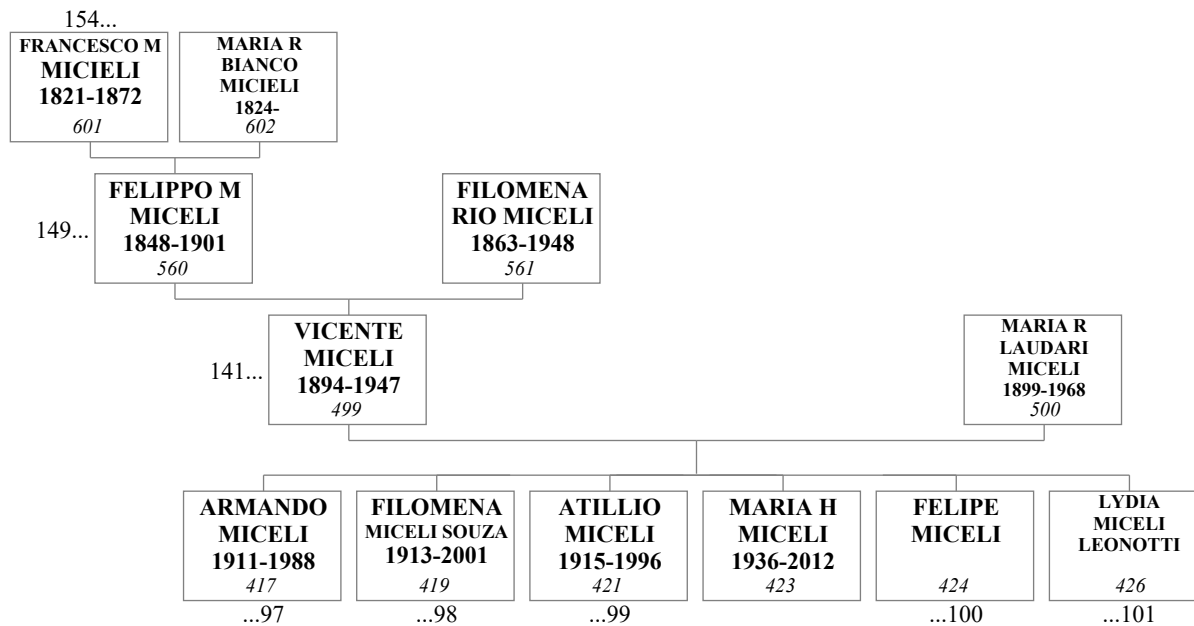 154...
FRANCESCO M
MICIELI
1821-1872
601
MARIA R
BIANCO
MICIELI
1824-
602
149...
FELIPPO M
MICELI
1848-1901
560
FILOMENA
RIO MICELI
1863-1948
561
141...
VICENTE
MICELI
1894-1947
499
MARIA R
LAUDARI
MICELI
1899-1968
500
ARMANDO
MICELI
1911-1988
417
...97
FILOMENA
MICELI SOUZA
1913-2001
419
...98
ATILLIO
MICELI
1915-1996
421
...99
MARIA H
MICELI
1936-2012
423
FELIPE
MICELI
424
...100
LYDIA
MICELI
LEONOTTI
426
...101